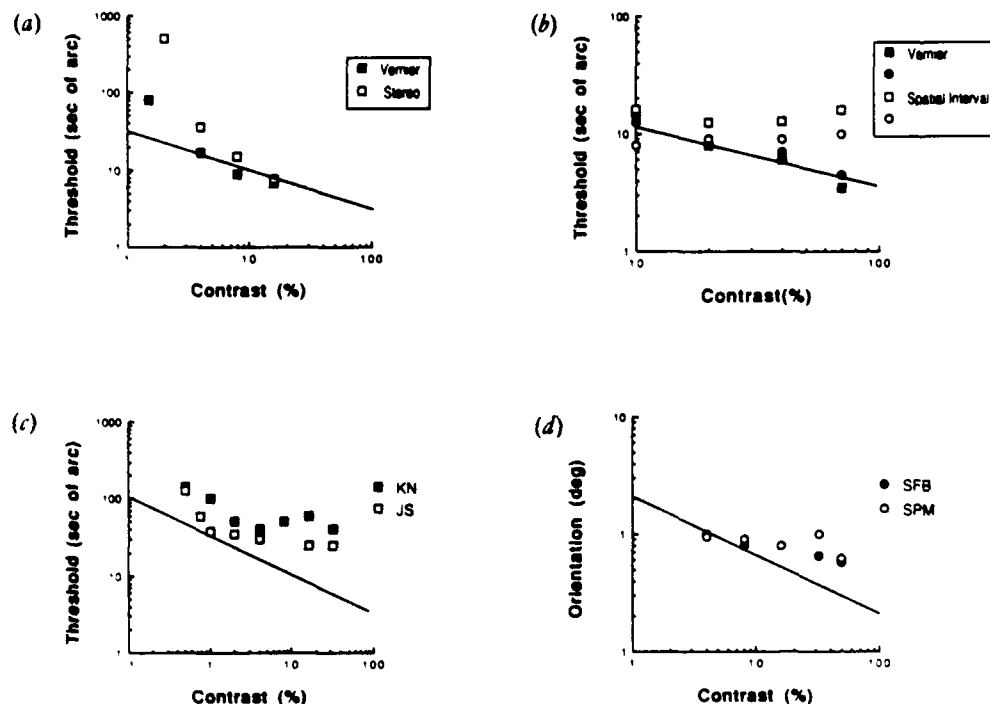 (a)
1000
100
10
1
Threshold (sec of arc)
1
10
100
Contrast (%)
Vernier
Stereo
(b)
100
10
1
Threshold (sec of arc)
10
100
Contrast(%)
Vernier
Spatial Interval
(c)
1000
100
10
1
Threshold (sec of arc)
1
1
10
100
Contrast (%)
KN
JS
(d)
10
1
1
Orientation (deg)
1
10
100
Contrast (%)
SFB
SPM